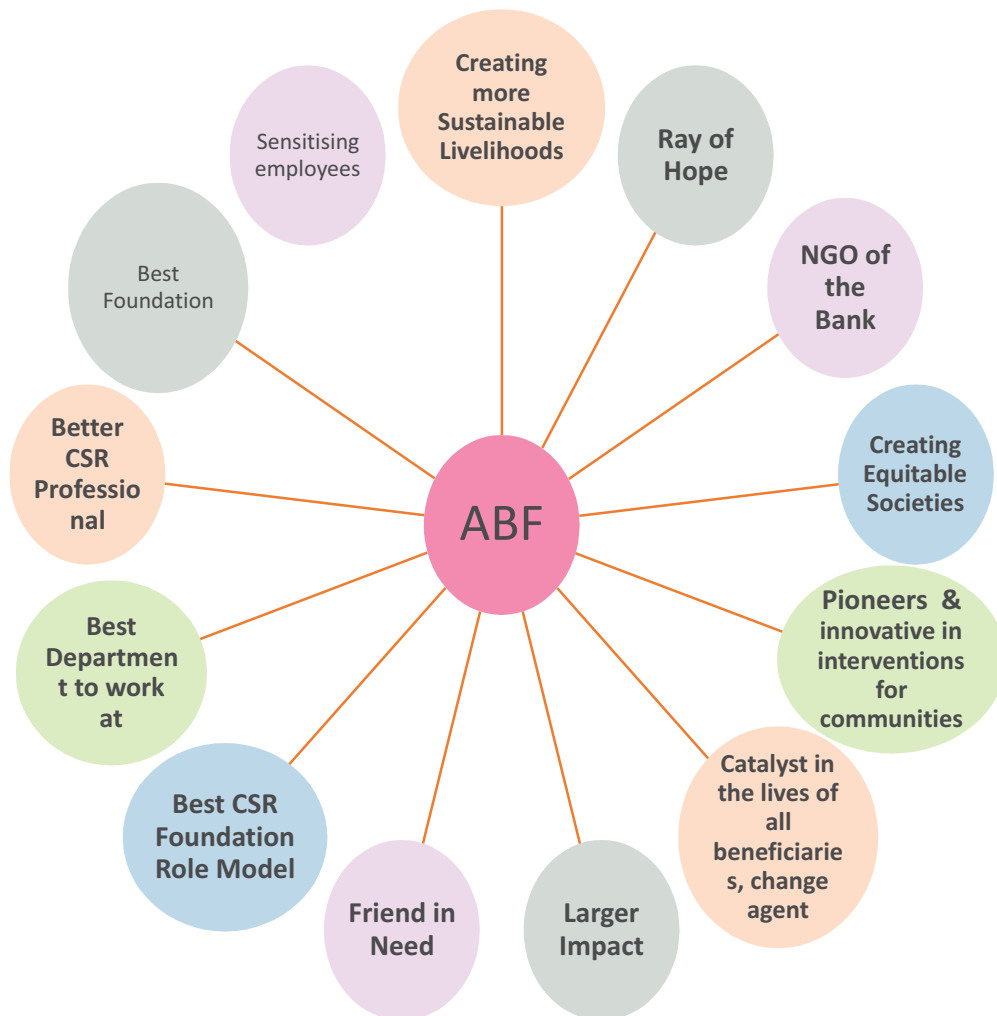 Creating
more
Sustainable
Livelihoods
Ray of
Hope
NGO of
the
Bank
Creating
Equitable
Societies
Pioneers &
innovative in
interventions
for
communities
Catalyst in
the lives of
all
beneficiarie
s, change
agent
Larger
Impact
Friend in
Need
Best CSR
Foundation
Role Model
Best
Departmen
t to work
at
Better
CSR
Professio
nal
Best
Foundation
Sensitising
employees
ABF